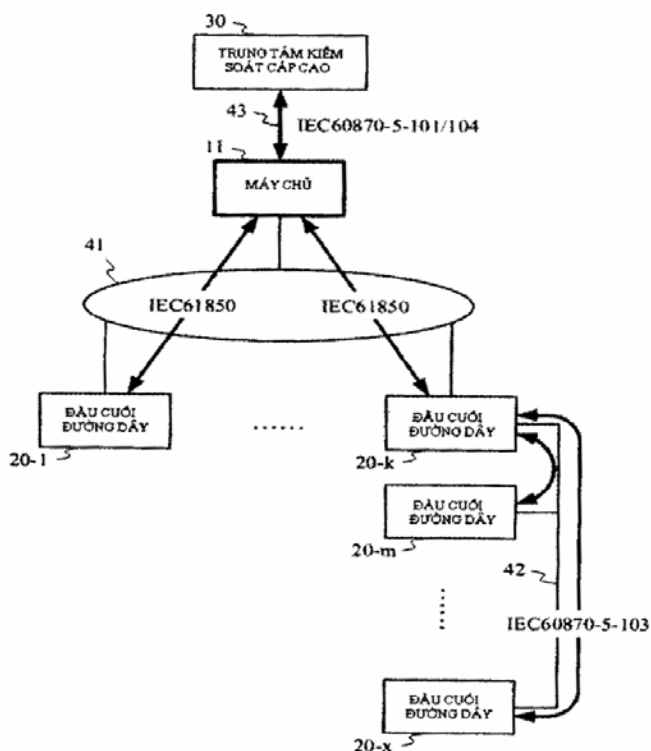 30
TRUNG TÂM KIỂM
SOÁT CẤP CAO
43
IEC60870-5-101/104
11
MÁY CHỦ
41
IEC61850
IEC61850
ĐẦU CUỐI
ĐƯỜNG DÂY
20-1
......
ĐẦU CUỐI
ĐƯỜNG DÂY
20-k
ĐẦU CUỐI
ĐƯỜNG DÂY
20-m
42
......
IEC60870-5-103
ĐẦU CUỐI
ĐƯỜNG DÂY
20-x